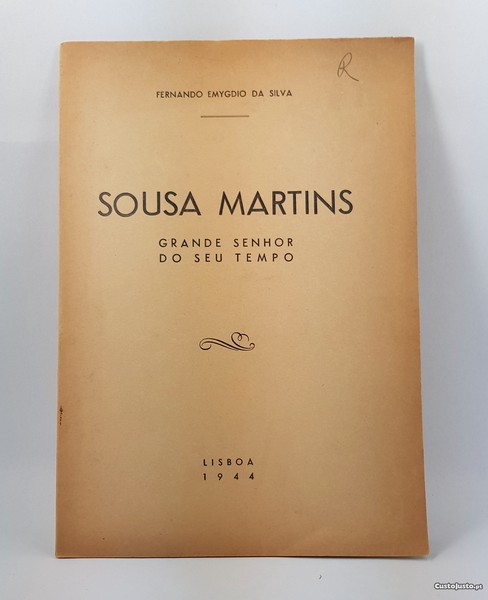 R
FERNANDO EMYGDIO DA SILVA
SOUSA MARTINS
GRANDE SENHOR
DO SEU TEMPO
LISBOA
1944
CustoJusto.pt